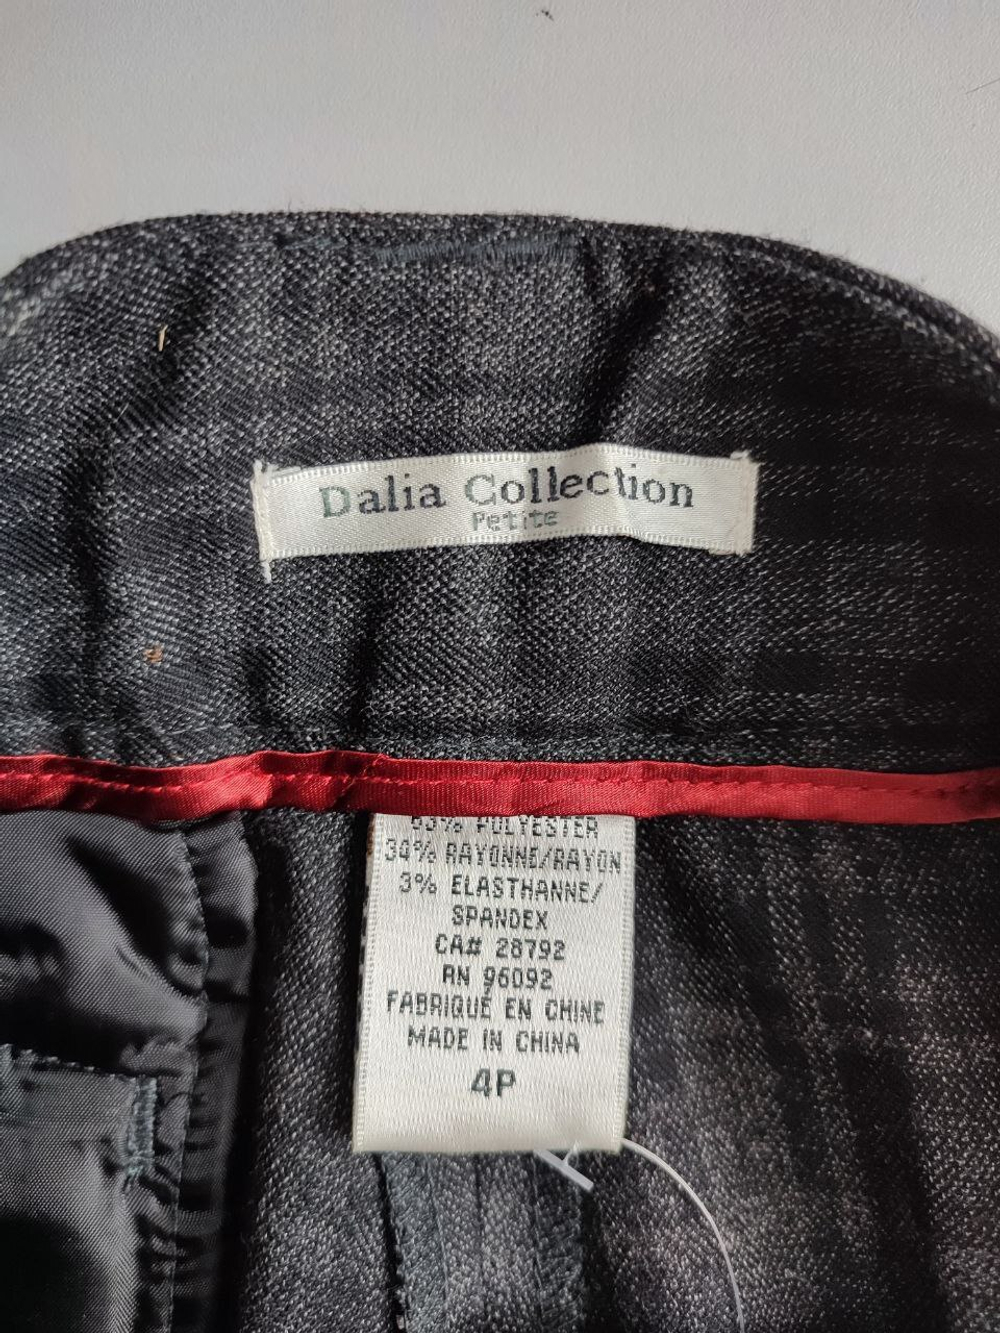 Dalia Collection
Petite
63% POLYESTER
34% RAYONNE/RAYON
3% ELASTHANNE/
SPANDEX
CA# 28792
RN 96092
FABRIQUÉ EN CHINE
MADE IN CHINA
4P